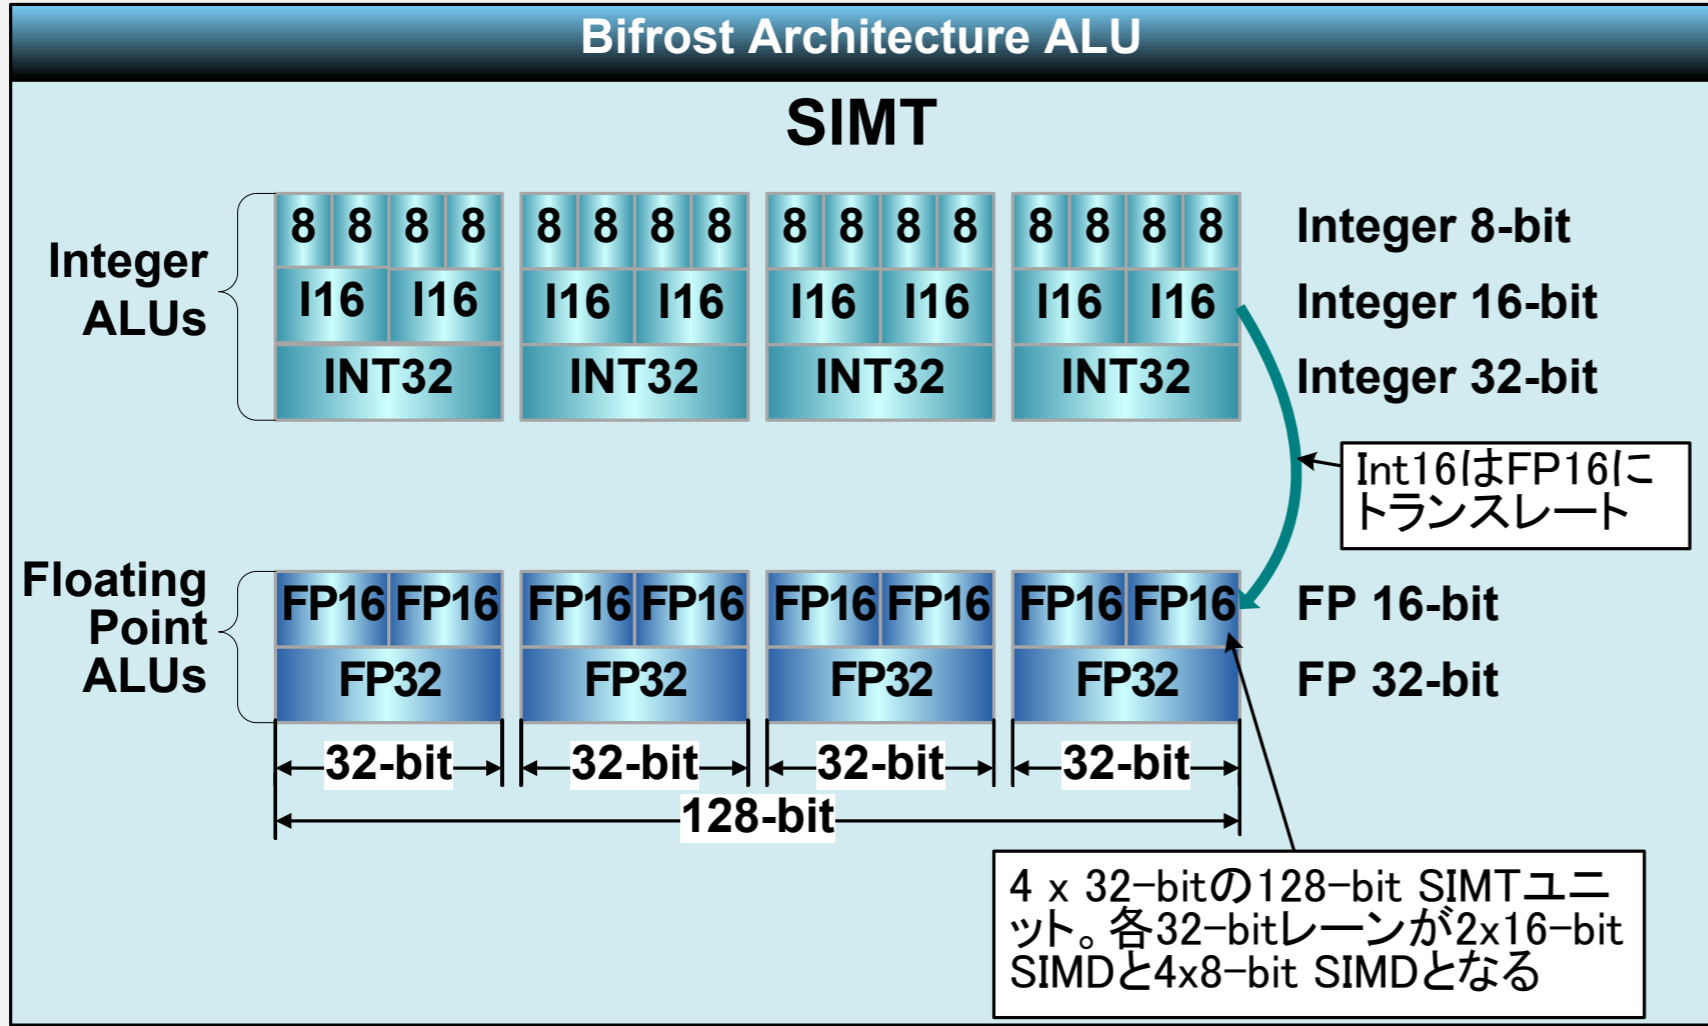 Bifrost Architecture ALU
SIMT
Integer
ALUs
8 8 8 8 8 8 8 8 8 8 8 8 8 8 8 8 Integer 8-bit
I16 I16 I16 I16 I16 I16 I16 I16 Integer 16-bit
INT32 INT32 INT32 INT32 Integer 32-bit
Int16はFP16に
トランスレート
Floating
Point
ALUs
FP16 FP16 FP16 FP16 FP16 FP16 FP16 FP16 FP 16-bit
FP32 FP32 FP32 FP32 FP 32-bit
32-bit 32-bit 32-bit 32-bit
128-bit
4 x 32-bitの128-bit SIMTユニ
ット。各32-bitレーンが2x16-bit
SIMDと4x8-bit SIMDとなる